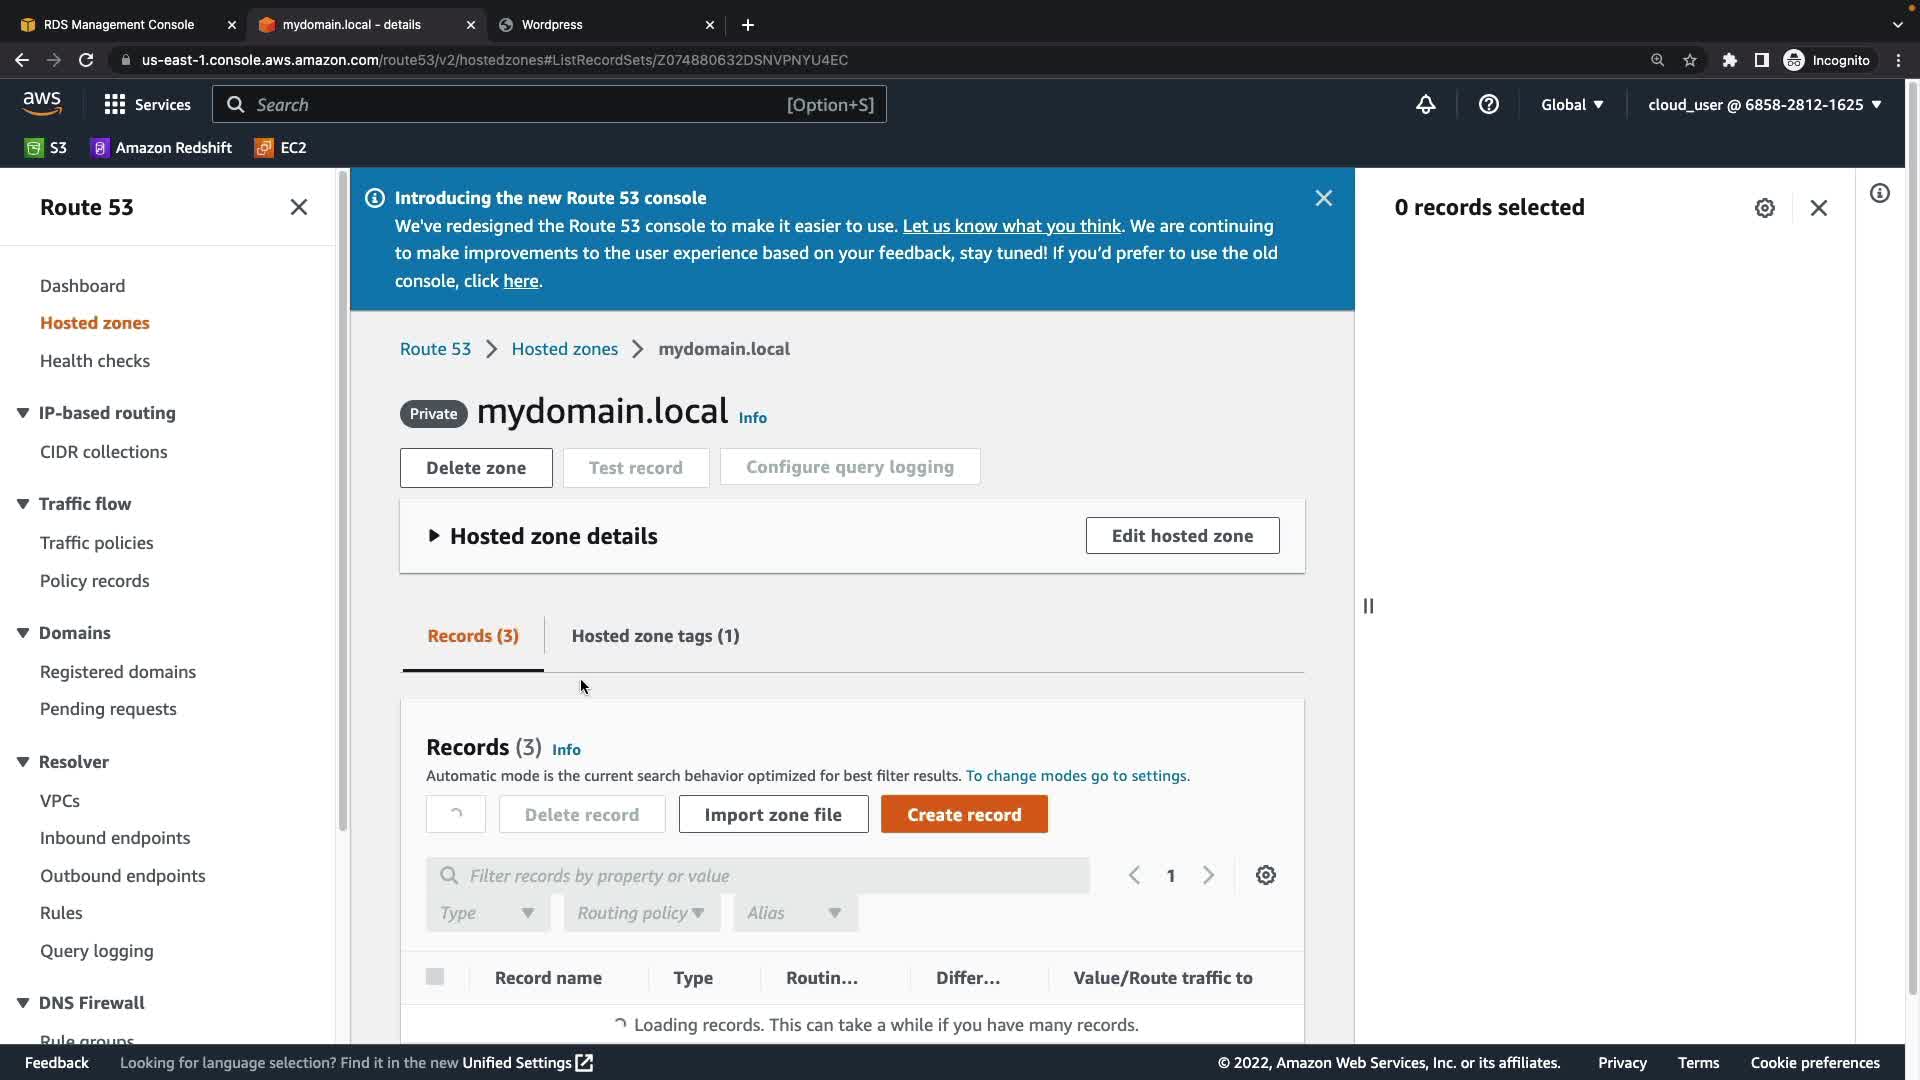 RDS Management Console
mydomain.local - details
Wordpress
us-east-1.console.aws.amazon.com/route53/v2/hostedzones#ListRecordSets/Z074880632DSNVPNYU4EC
Incognito
aws
Services
Search
[Option+S]
Global
cloud_user @ 6858-2812-1625
S3
Amazon Redshift
EC2
Route 53
Dashboard
Hosted zones
Health checks
IP-based routing
CIDR collections
Traffic flow
Traffic policies
Policy records
Domains
Registered domains
Pending requests
Resolver
VPCs
Inbound endpoints
Outbound endpoints
Rules
Query logging
DNS Firewall
Rule groups
Introducing the new Route 53 console
We've redesigned the Route 53 console to make it easier to use. Let us know what you think. We are continuing
to make improvements to the user experience based on your feedback, stay tuned! If you'd prefer to use the old
console, click here.
Route 53 > Hosted zones > mydomain.local
Private mydomain.local Info
Delete zone
Test record
Configure query logging
Hosted zone details
Edit hosted zone
Records (3)
Hosted zone tags (1)
Records (3) Info
Automatic mode is the current search behavior optimized for best filter results. To change modes go to settings.
Delete record
Import zone file
Create record
Filter records by property or value
1
Type
Routing policy
Alias
Record name
Type
Routin...
Differ...
Value/Route traffic to
Loading records. This can take a while if you have many records.
0 records selected
Feedback
Looking for language selection? Find it in the new Unified Settings
© 2022, Amazon Web Services, Inc. or its affiliates.
Privacy
Terms
Cookie preferences